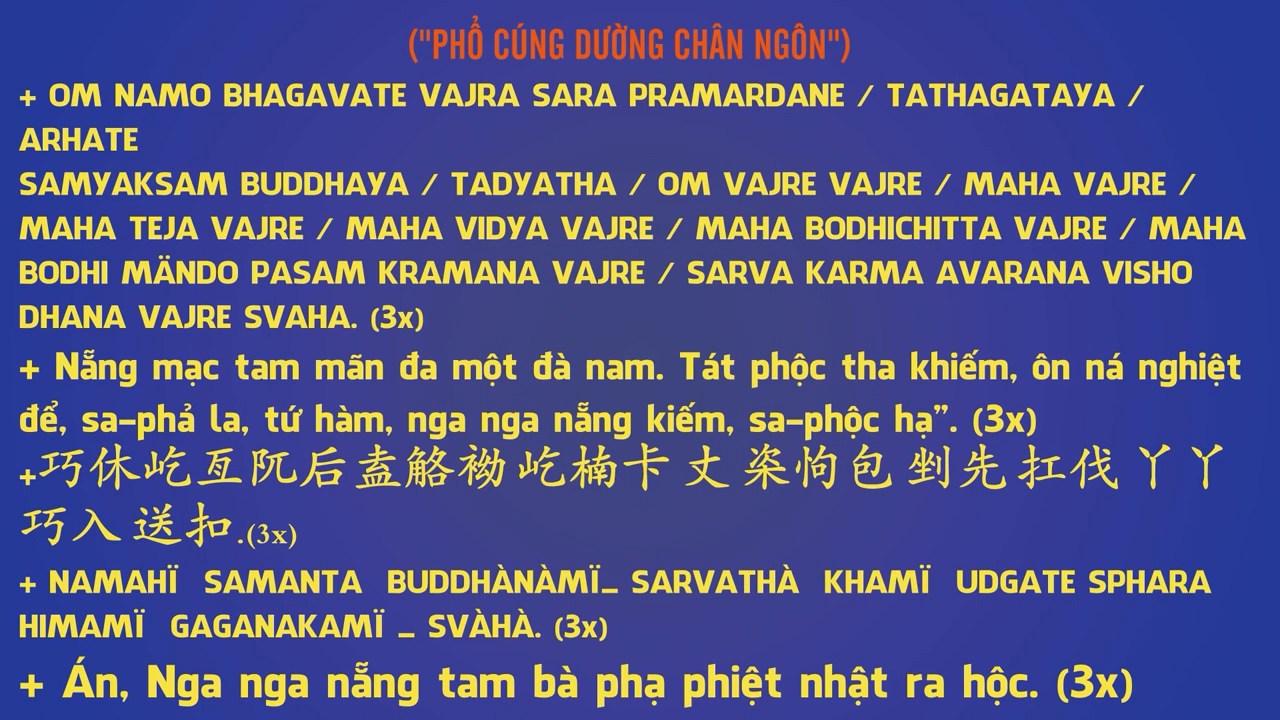 ("PHỔ CÚNG DƯỜNG CHÂN NGÔN")
+ OM NAMO BHAGAVATE VAJRA SARA PRAMARDANE / TATHAGATAYA /
ARHATE
SAMYAKSAM BUDDHAYA / TADYATHA / OM VAJRE VAJRE / MAHA VAJRE /
MAHA TEJA VAJRE / MAHA VIDYA VAJRE / MAHA BODHICHITTA VAJRE / MAHA
BODHI MÄNDO PASAM KRAMANA VAJRE / SARVA KARMA AVARANA VISHO
DHANA VAJRE SVAHA. (3x)
+ Nẵng mạc tam mãn đa một đà nam. Tát phộc tha khiếm, ôn ná nghiệt
để, sa-phả la, tứ hàm, nga nga nẵng kiếm, sa-phộc hạ”. (3x)
+巧休屹亙阢后盍觡袎屹楠卡丈楶怐包剉先扛伐丫丫
巧入送扣.(3x)
+ NAMAHÏ SAMANTA BUDDHÀNÀMÏ_ SARVATHÀ KHAMÏ UDGATE SPHARA
HIMAMÏ GAGANAKAMÏ _ SVÀHÀ. (3x)
+ Án, Nga nga nẵng tam bà phạ phiệt nhật ra hộc. (3x)